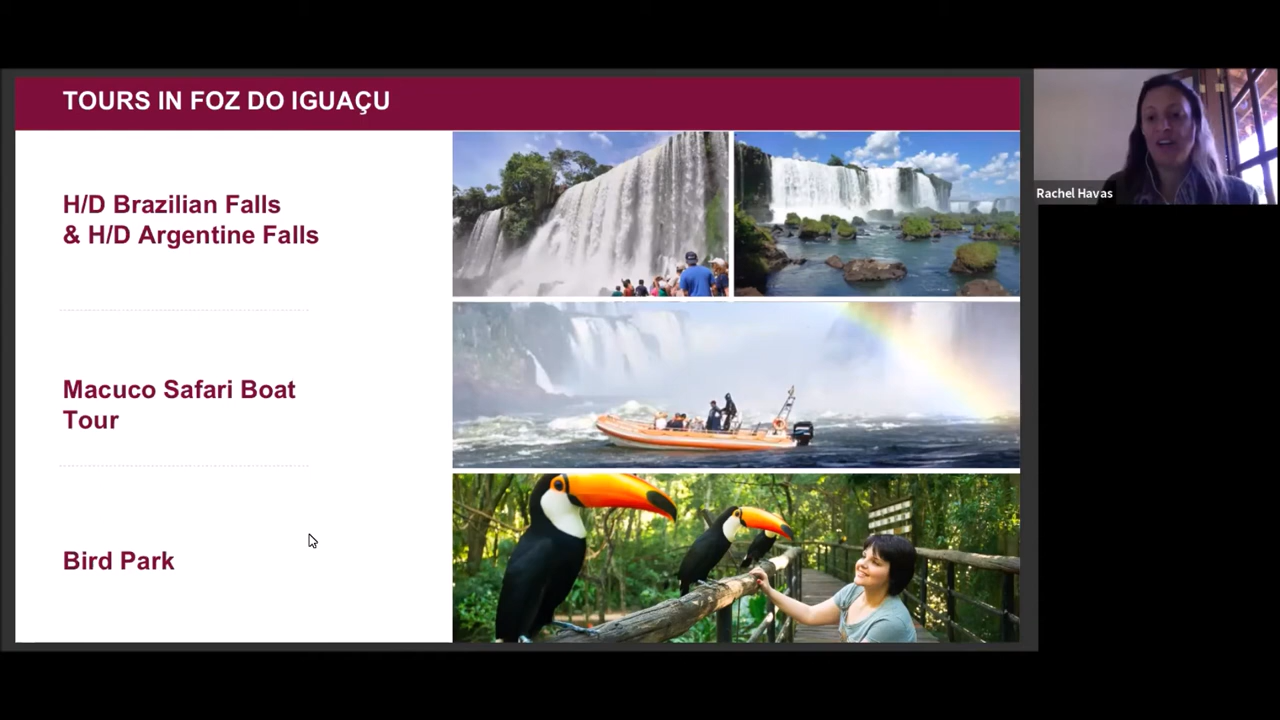 TOURS IN FOZ DO IGUAÇU
H/D Brazilian Falls
& H/D Argentine Falls
Macuco Safari Boat
Tour
Bird Park
Rachel Havas